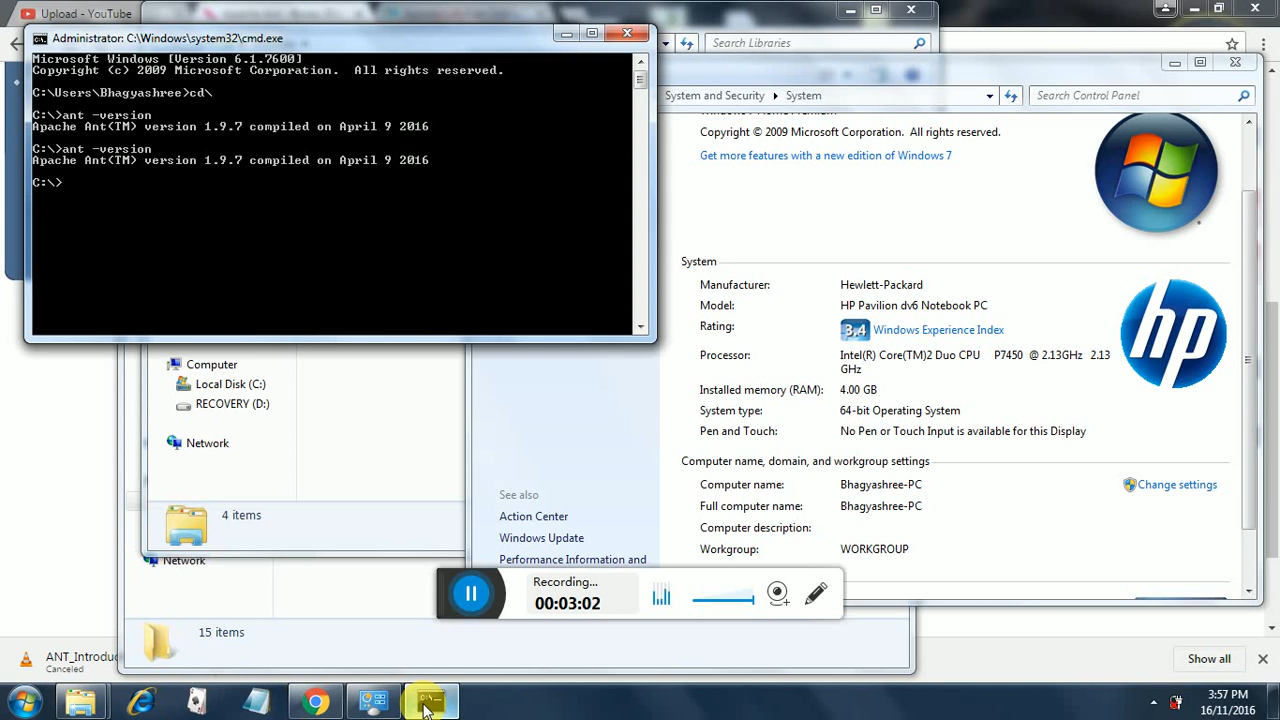 Upload - YouTube
Administrator: C:\Windows\system32\cmd.exe
Microsoft Windows [Version 6.1.7600]
Copyright (c) 2009 Microsoft Corporation.  All rights reserved.
C:\Users\Bhagyashree>cd\
C:\>ant -version
Apache Ant(TM) version 1.9.7 compiled on April 9 2016
C:\>ant -version
Apache Ant(TM) version 1.9.7 compiled on April 9 2016
C:\>
Search Libraries
System and Security
System
Search Control Panel
Copyright © 2009 Microsoft Corporation. All rights reserved.
Get more features with a new edition of Windows 7
System
Manufacturer: Hewlett-Packard
Model: HP Pavilion dv6 Notebook PC
Rating: 3.4 Windows Experience Index
Processor: Intel(R) Core(TM)2 Duo CPU P7450 @ 2.13GHz 2.13
GHz
Installed memory (RAM): 4.00 GB
System type: 64-bit Operating System
Pen and Touch: No Pen or Touch Input is available for this Display
Computer name, domain, and workgroup settings
Computer name: Bhagyashree-PC
Change settings
Full computer name: Bhagyashree-PC
Computer description:
Workgroup: WORKGROUP
hp
Computer
Local Disk (C:)
RECOVERY (D:)
Network
4 items
Network
See also
Action Center
Windows Update
Performance Information and
Recording...
00:03:02
15 items
ANT_Introduc
Canceled
Show all
3:57 PM
16/11/2016